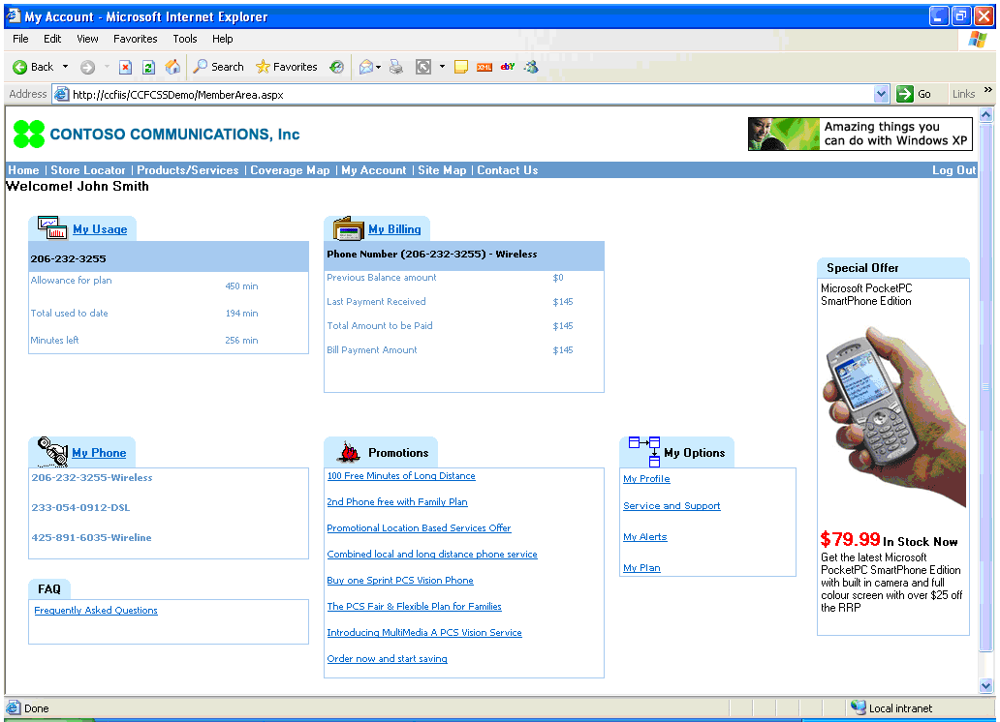 My Account - Microsoft Internet Explorer
File Edit View Favorites Tools Help
Back Search Favorites XML ebY
Address http://ccfiis/CCFCSSDemo/MemberArea.aspx Go Links »
CONTOSO COMMUNICATIONS, Inc
Amazing things you
can do with Windows XP
Home | Store Locator | Products/Services | Coverage Map | My Account | Site Map | Contact Us Log Out
Welcome! John Smith
My Usage
206-232-3255
Allowance for plan 450 min
Total used to date 194 min
Minutes left 256 min
My Billing
Phone Number (206-232-3255) - Wireless
Previous Balance amount $0
Last Payment Received $145
Total Amount to be Paid $145
Bill Payment Amount $145
My Phone
206-232-3255-Wireless
233-054-0912-DSL
425-891-6035-Wireline
FAQ
Frequently Asked Questions
Promotions
100 Free Minutes of Long Distance
2nd Phone free with Family Plan
Promotional Location Based Services Offer
Combined local and long distance phone service
Buy one Sprint PCS Vision Phone
The PCS Fair & Flexible Plan for Families
Introducing MultiMedia A PCS Vision Service
Order now and start saving
My Options
My Profile
Service and Support
My Alerts
My Plan
Special Offer
Microsoft PocketPC
SmartPhone Edition
$79.99 In Stock Now
Get the latest Microsoft
PocketPC SmartPhone Edition
with built in camera and full
colour screen with over $25 off
the RRP
Done Local intranet